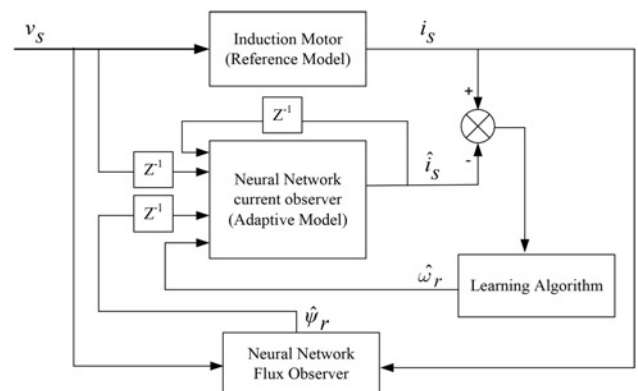 v_s
Induction Motor
(Reference Model)
i_s
+
Z⁻¹
-
Z⁻¹
Neural Network
current observer
(Adaptive Model)
î_s
Z⁻¹
ω̂_r
Learning Algorithm
ψ̂_r
Neural Network
Flux Observer